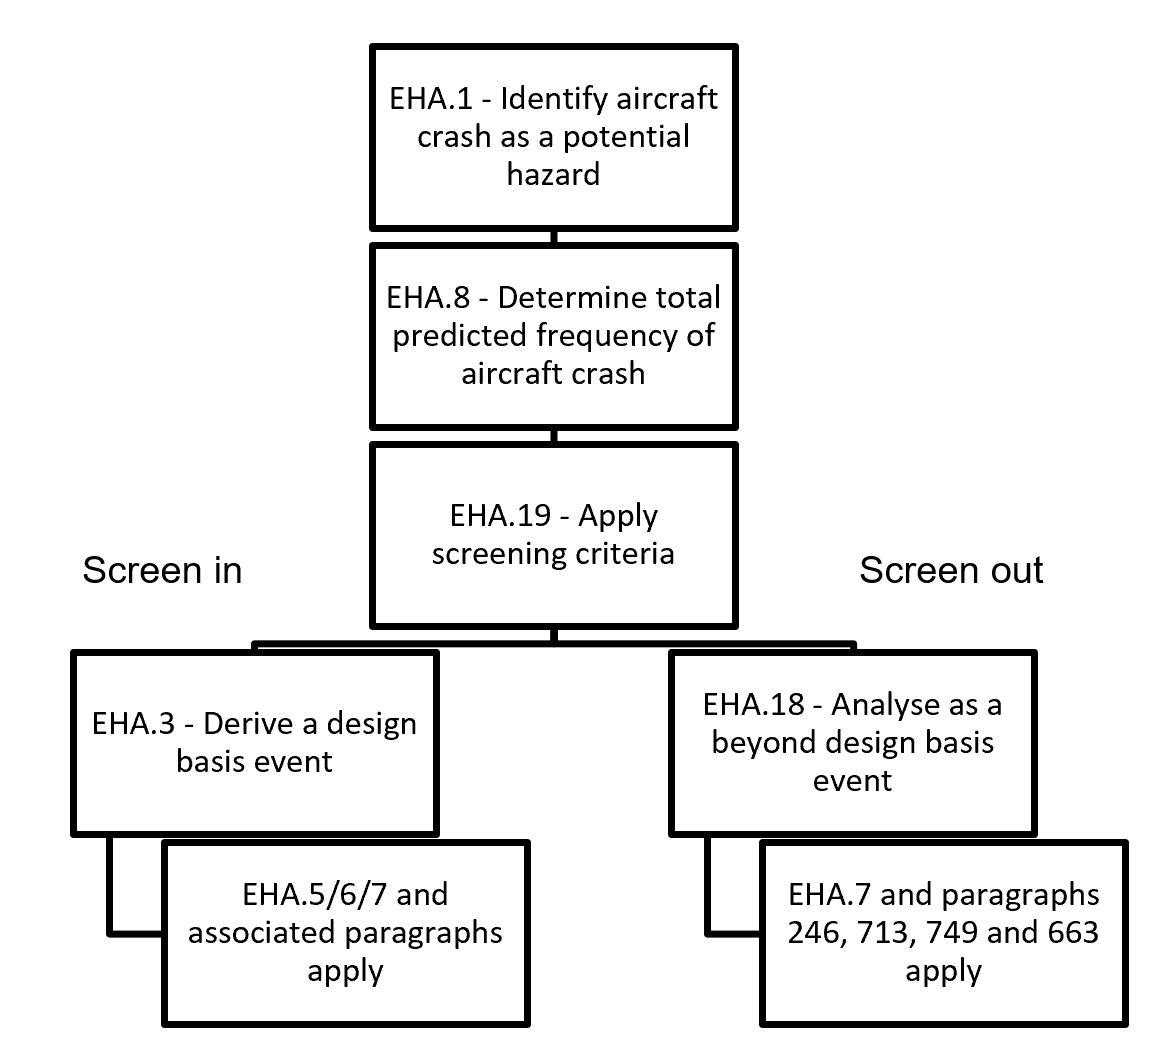 EHA.1 - Identify aircraft
crash as a potential
hazard
EHA.8 - Determine total
predicted frequency of
aircraft crash
EHA.19 - Apply
screening criteria
Screen in
Screen out
EHA.3 - Derive a design
basis event
EHA.18 - Analyse as a
beyond design basis
event
EHA.5/6/7 and
associated paragraphs
apply
EHA.7 and paragraphs
246, 713, 749 and 663
apply